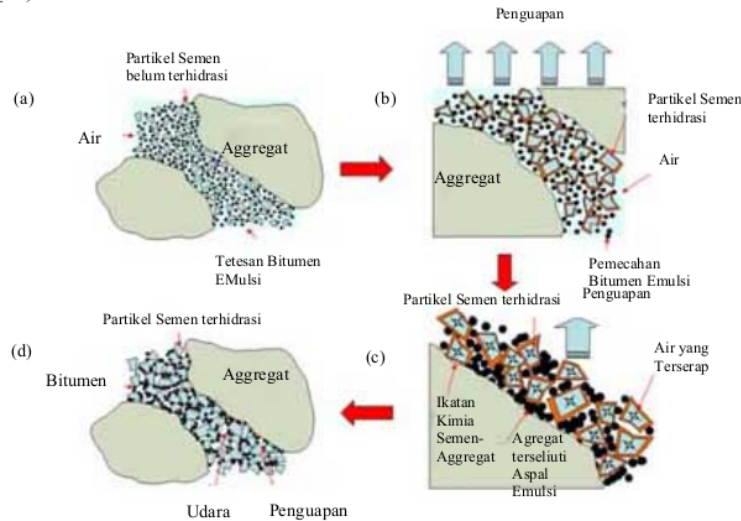 Penguapan
(a)
Partikel Semen
belum terhidrasi
Air
Aggregat
Tetesan Bitumen
EMulsi
(b)
Partikel Semen
terhidrasi
Air
Aggregat
Pemecahan
Bitumen Emulsi
Penguapan
Partikel Semen terhidrasi
(c)
Air yang
Terserap
Ikatan
Kimia
Semen-
Aggregat
Agregat
terseliuti
Aspal
Emulsi
(d)
Partikel Semen terhidrasi
Bitumen
Aggregat
Udara
Penguapan